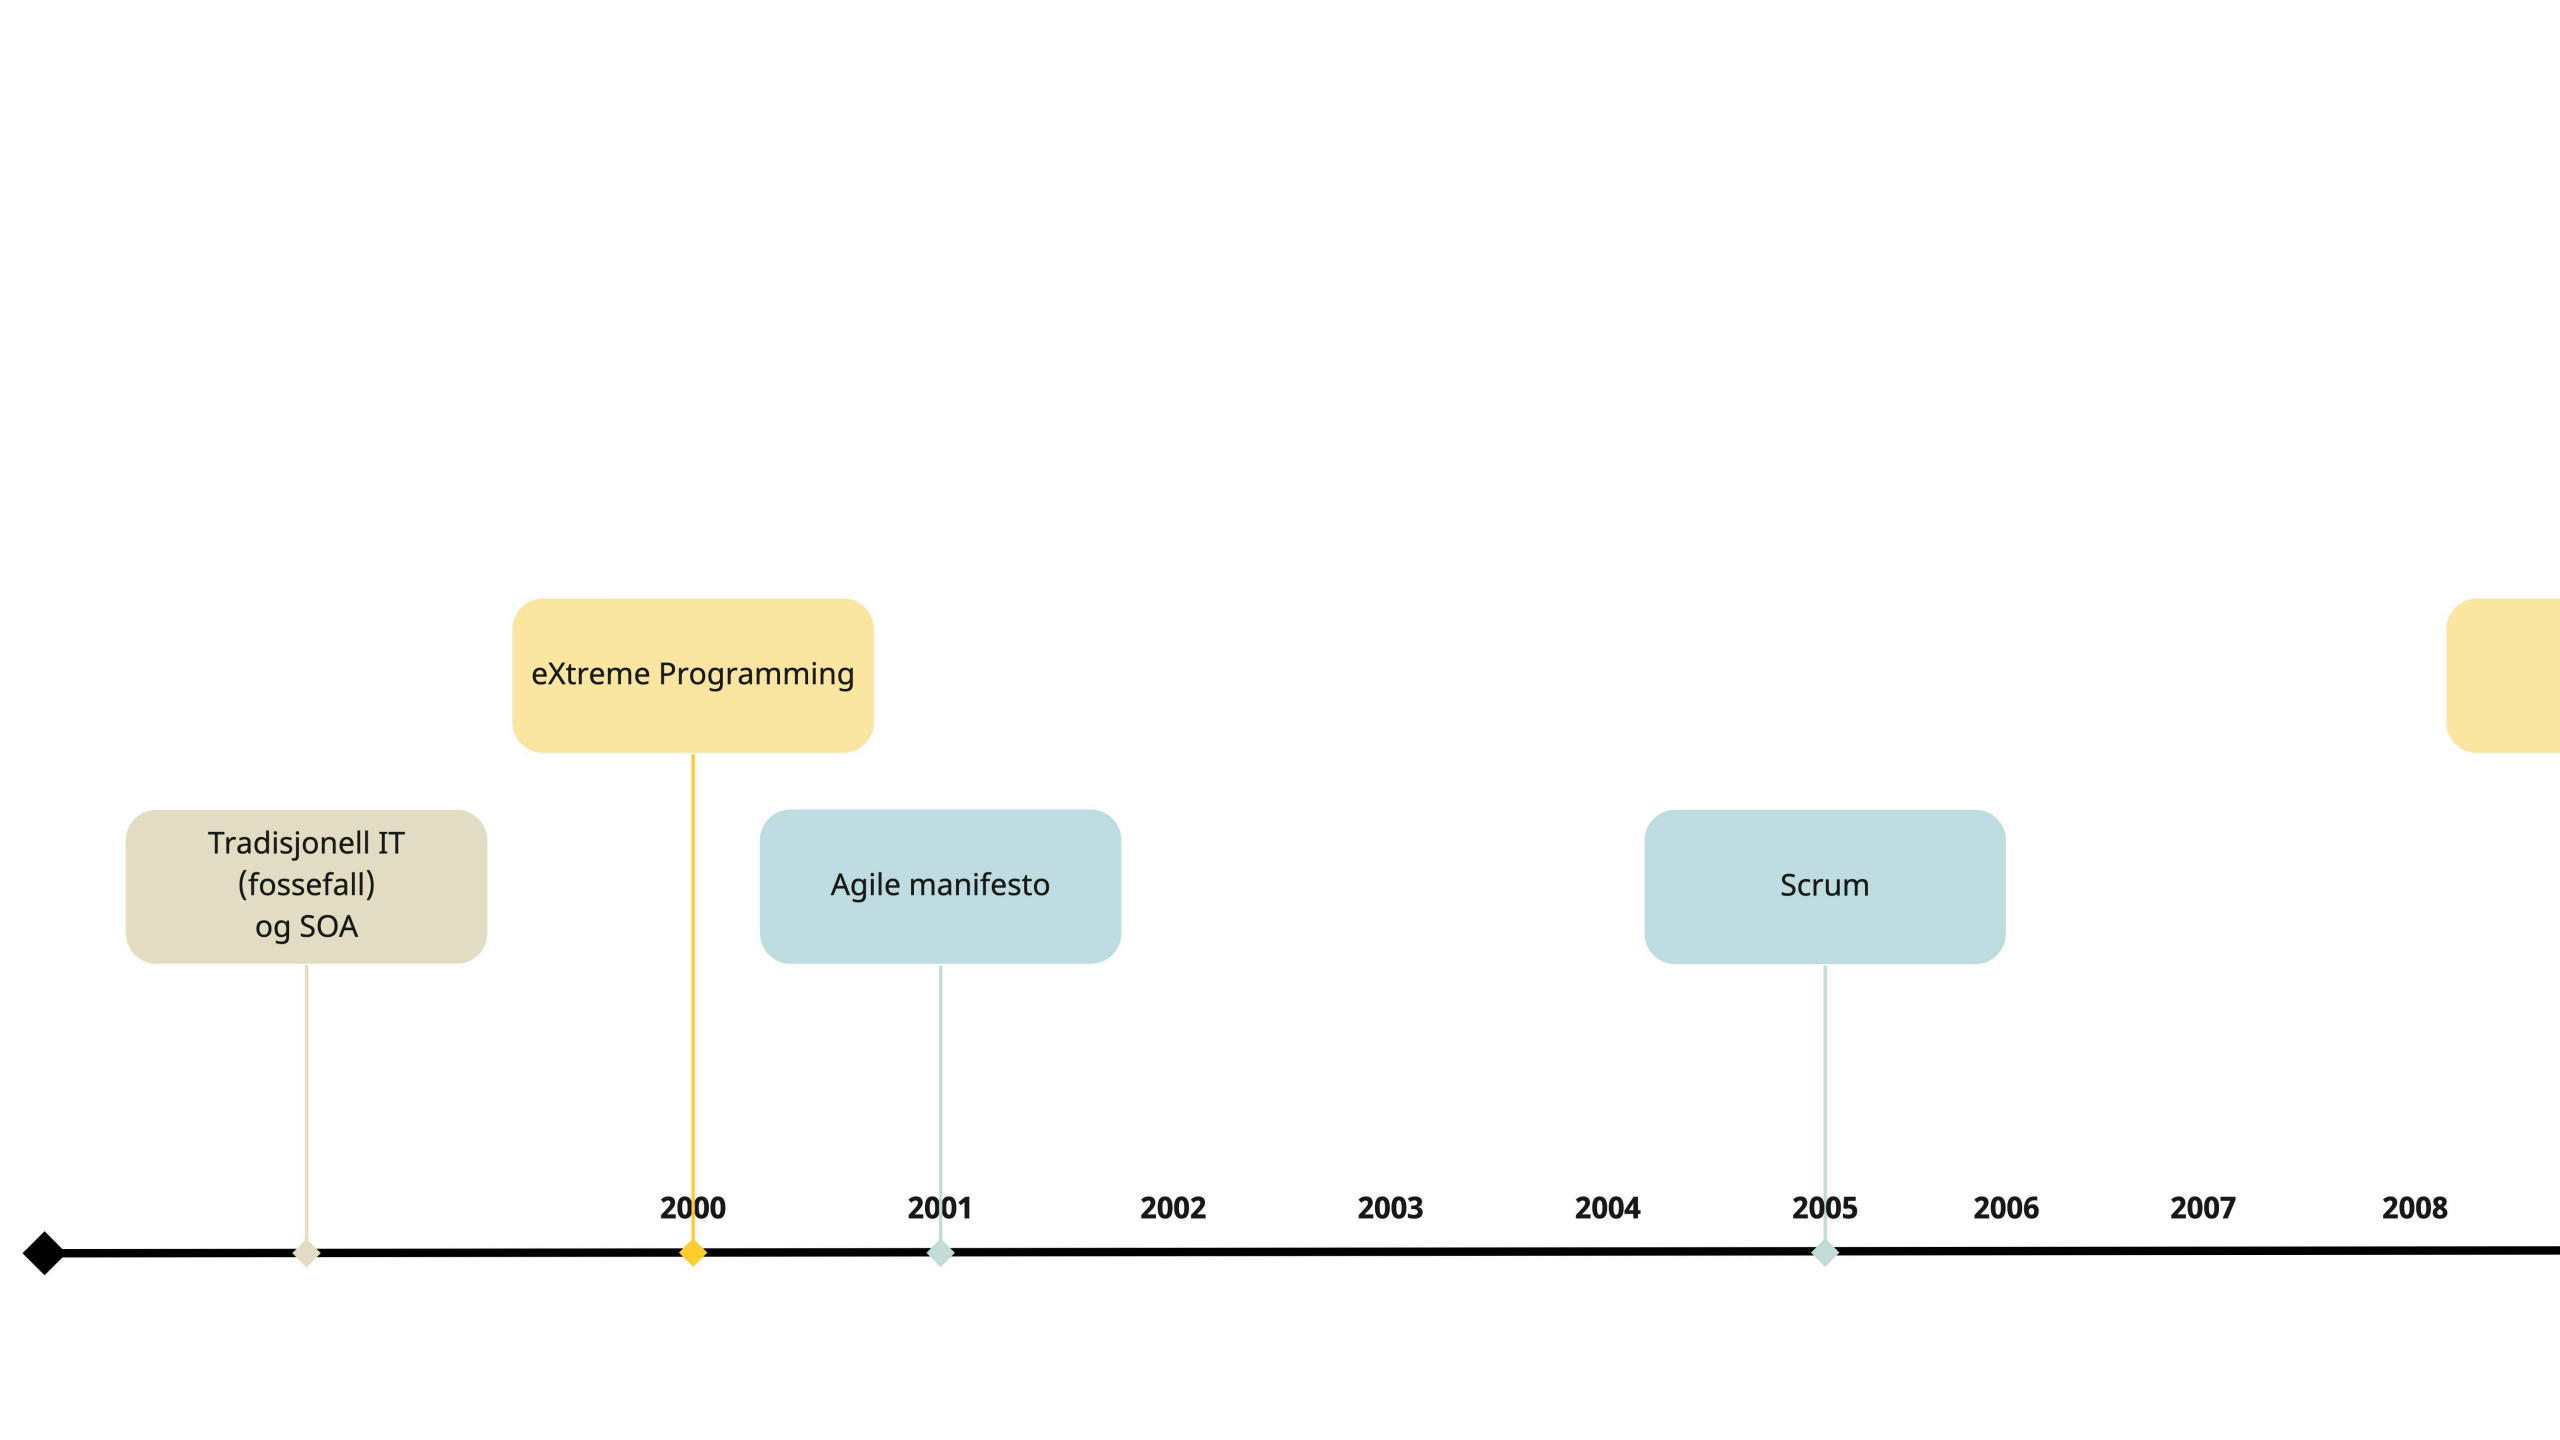 eXtreme Programming
Tradisjonell IT
(fossefall)
og SOA
Agile manifesto
Scrum
2000 2001 2002 2003 2004 2005 2006 2007 2008